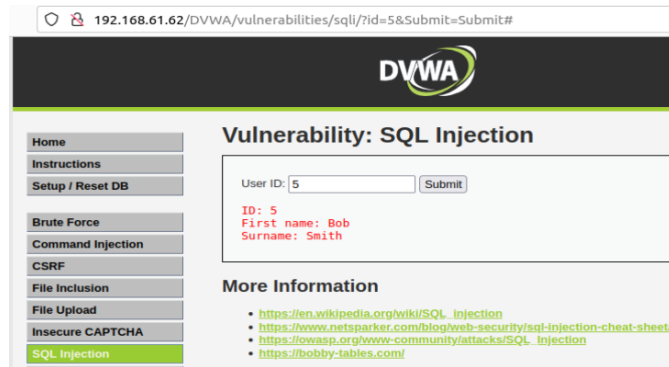 192.168.61.62/DVWA/vulnerabilities/sqli/?id=5&Submit=Submit#
DVWA
Home
Instructions
Setup / Reset DB
Brute Force
Command Injection
CSRF
File Inclusion
File Upload
Insecure CAPTCHA
SQL Injection
Vulnerability: SQL Injection
User ID: 5 Submit
ID: 5
First name: Bob
Surname: Smith
More Information
https://en.wikipedia.org/wiki/SQL_injection
https://www.netsparker.com/blog/web-security/sql-injection-cheat-sheet
https://owasp.org/www-community/attacks/SQL_Injection
https://bobby-tables.com/